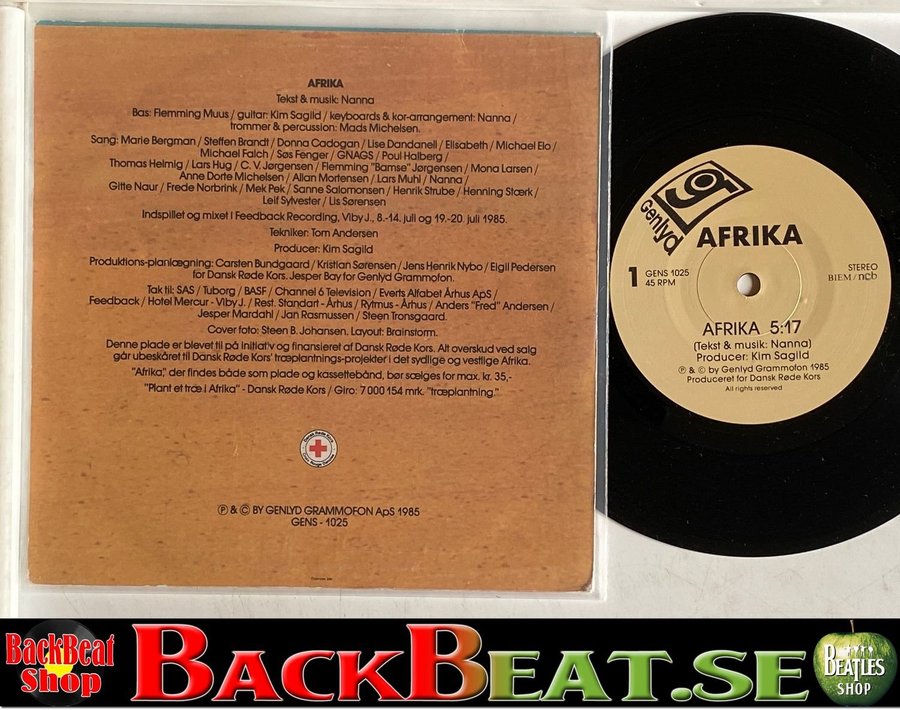 AFRIKA
Tekst & musik: Nanna
Bas: Flemming Muus / guitar: Kim Sagild / keyboards & kor-arrangement: Nanna /
trommer & percussion: Mads Michelsen.
Sang: Marie Bergman / Steffen Brandt / Donna Cadogan / Lise Dandanell / Elisabeth / Michael Elo /
Michael Falch / Søs Fenger / GNAGS / Poul Halberg /
Thomas Helmig / Lars Hug / C. V. Jørgensen / Flemming "Bamse" Jørgensen / Mona Larsen /
Anne Dorte Michelsen / Allan Mortensen / Lars Muhl / Nanna /
Gitte Naur / Frede Norbrink / Mek Pek / Sanne Salomonsen / Henrik Strube / Henning Stærk /
Leif Sylvester / Lis Sørensen
Indspillet og mixet i Feedback Recording, Viby J., 8.-14. juli og 19.-20. juli 1985.
Tekniker: Tom Andersen
Producer: Kim Sagild
Produktions-planlægning: Carsten Bundgaard / Kristian Sørensen / Jens Henrik Nybo / Eigil Pedersen
for Dansk Røde Kors. Jesper Bay for Genlyd Grammofon.
Tak til: SAS / Tuborg / BASF / Channel 6 Television / Everts Alfabet Århus ApS /
Feedback / Hotel Mercur - Viby J. / Rest. Standart - Århus / Rytmus - Århus / Anders "Fred" Andersen /
Jesper Mardahl / Jan Rasmussen / Steen Tronsgaard.
Cover foto: Steen B. Johansen. Layout: Brainstorm.
Denne plade er blevet til på initiativ og finansieret af Dansk Røde Kors. Alt overskud ved salg
går ubeskåret til Dansk Røde Kors' træplantnings-projekter i det sydlige og vestlige Afrika.
"Afrika", der findes både som plade og kassettebånd, bør sælges for max. kr. 35,-
"Plant et træ i Afrika" - Dansk Røde Kors / Giro: 7 000 154 mrk. "træplantning."
℗ & © BY GENLYD GRAMMOFON ApS 1985
GENS - 1025
Genlyd
AFRIKA
1 GENS 1025
45 RPM
STEREO
BIEM / ncb
AFRIKA 5:17
(Tekst & musik: Nanna)
Producer: Kim Sagild
℗ & © by Genlyd Grammofon 1985
Produceret for Dansk Røde Kors
All rights reserved
BackBeat
Shop
BACKBEAT.SE
BEATLES
SHOP